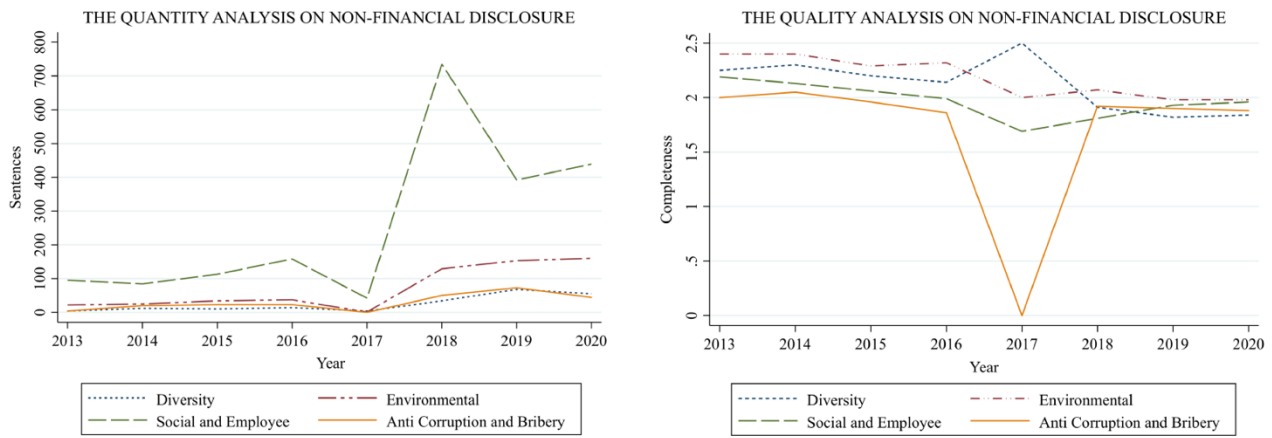 THE QUANTITY ANALYSIS ON NON-FINANCIAL DISCLOSURE
800
700
600
500
400
300
200
100
0
Sentences
2013 2014 2015 2016 2017 2018 2019 2020
Year
Diversity Environmental
Social and Employee Anti Corruption and Bribery
THE QUALITY ANALYSIS ON NON-FINANCIAL DISCLOSURE
2.5
2
1.5
1
.5
0
Completeness
2013 2014 2015 2016 2017 2018 2019 2020
Year
Diversity Environmental
Social and Employee Anti Corruption and Bribery